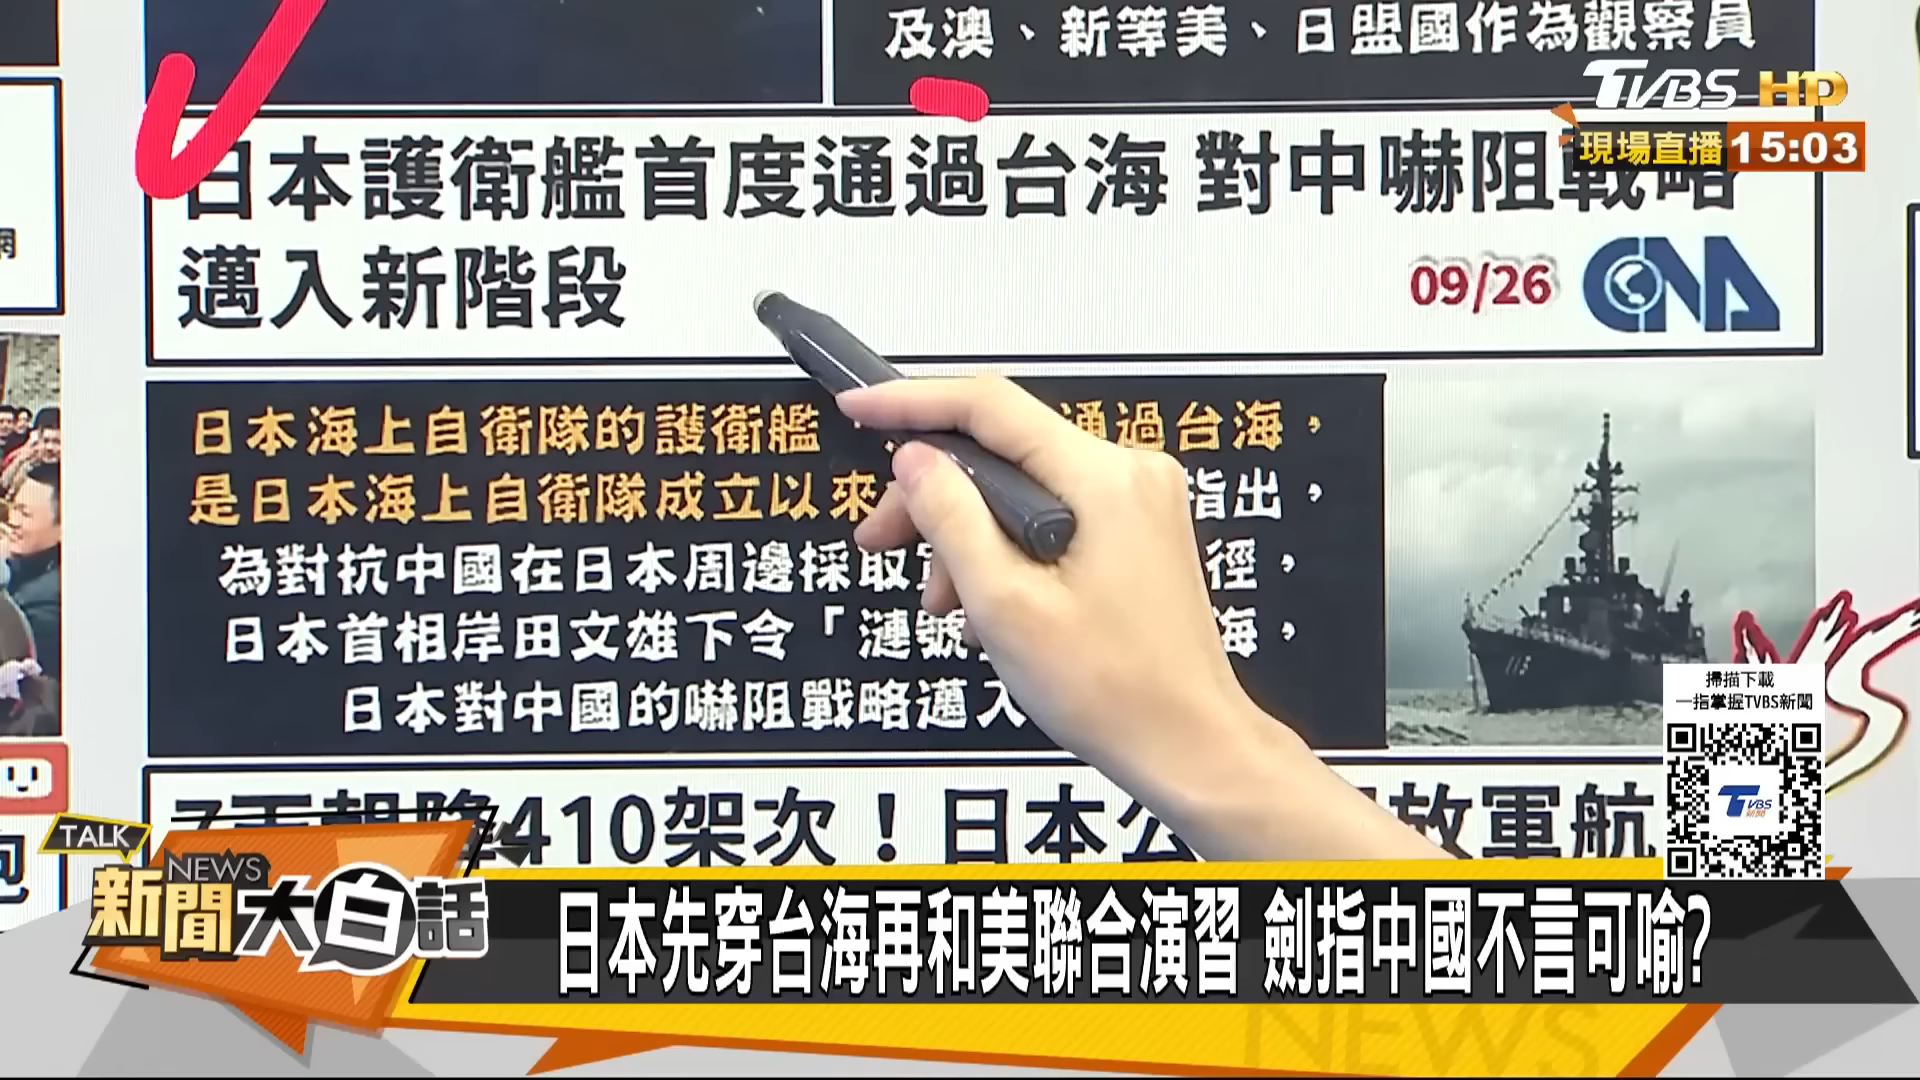 及澳、新等美、日盟國作為觀察員
TVBS HD
現場直播 15:03
日本護衛艦首度通過台海 對中嚇阻戰略
邁入新階段
09/26 CNA
日本海上自衛隊的護衛艦 通過台海，
是日本海上自衛隊成立以來 指出，
為對抗中國在日本周邊採取 徑，
日本首相岸田文雄下令「漣號 海，
日本對中國的嚇阻戰略邁入
115
掃描下載
一指掌握TVBS新聞
TVBS
新聞
410架次！日本公 放軍航
TALK
NEWS
新聞大白話
日本先穿台海再和美聯合演習 劍指中國不言可喻?
NEWS